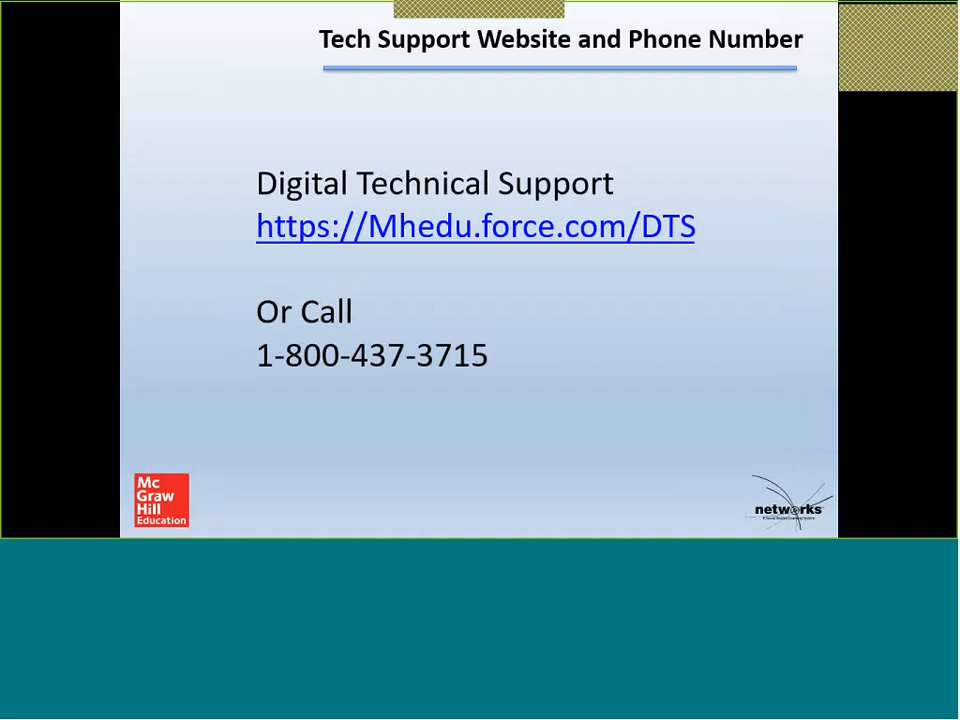 Tech Support Website and Phone Number
Digital Technical Support
https://Mhedu.force.com/DTS
Or Call
1-800-437-3715
Mc
Graw
Hill
Education
networks